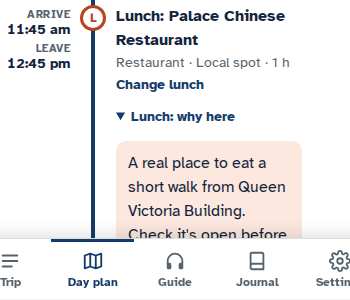 ARRIVE
11:45 am
LEAVE
12:45 pm
L
Lunch: Palace Chinese
Restaurant
Restaurant · Local spot · 1 h
Change lunch
▼ Lunch: why here
A real place to eat a
short walk from Queen
Victoria Building.
Check it's open before
Trip
Day plan
Guide
Journal
Settin